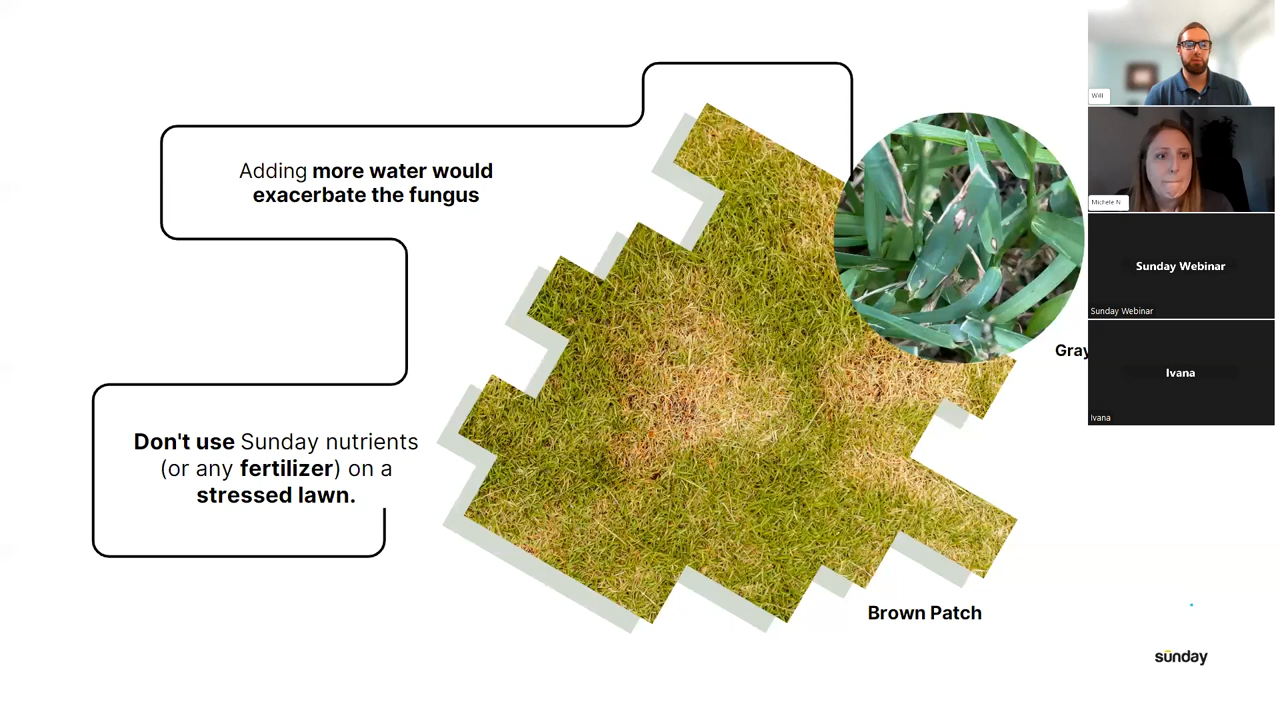 Adding more water would
exacerbate the fungus
Don't use Sunday nutrients
(or any fertilizer) on a
stressed lawn.
Gray
Brown Patch
sunday
Will
Michele N
Sunday Webinar
Sunday Webinar
Ivana
Ivana